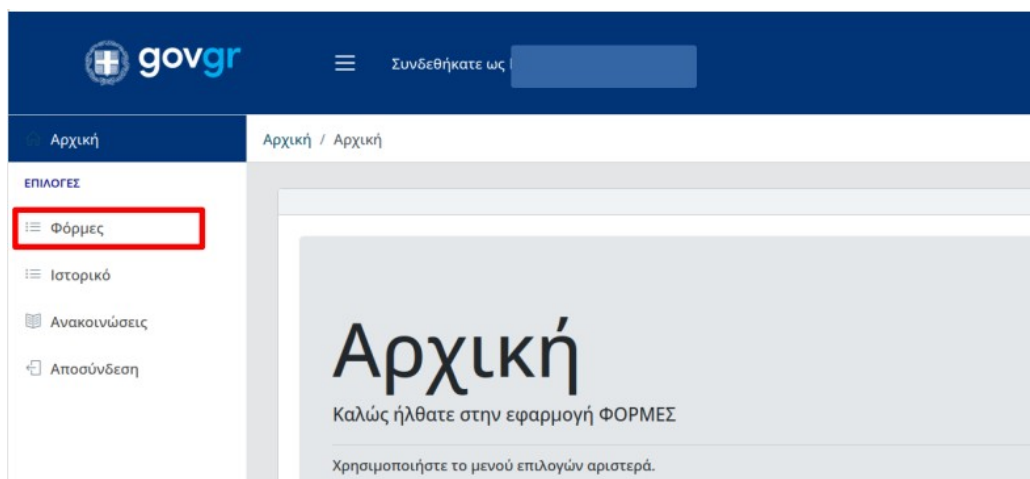 govgr
Συνδεθήκατε ως
Αρχική
Αρχική / Αρχική
ΕΠΙΛΟΓΕΣ
Φόρμες
Ιστορικό
Ανακοινώσεις
Αποσύνδεση
Αρχική
Καλώς ήλθατε στην εφαρμογή ΦΟΡΜΕΣ
Χρησιμοποιήστε το μενού επιλογών αριστερά.